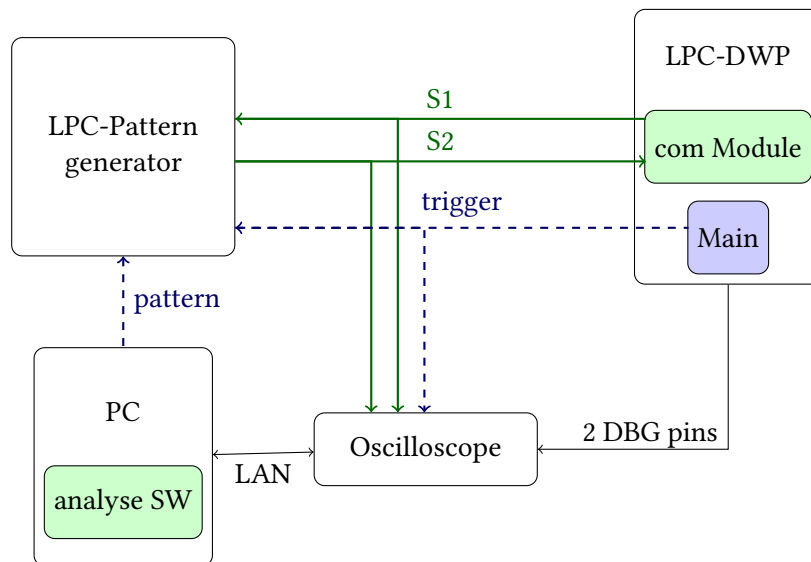 LPC-DWP
S1
LPC-Pattern
generator
S2
com Module
trigger
Main
pattern
PC
2 DBG pins
Oscilloscope
LAN
analyse SW